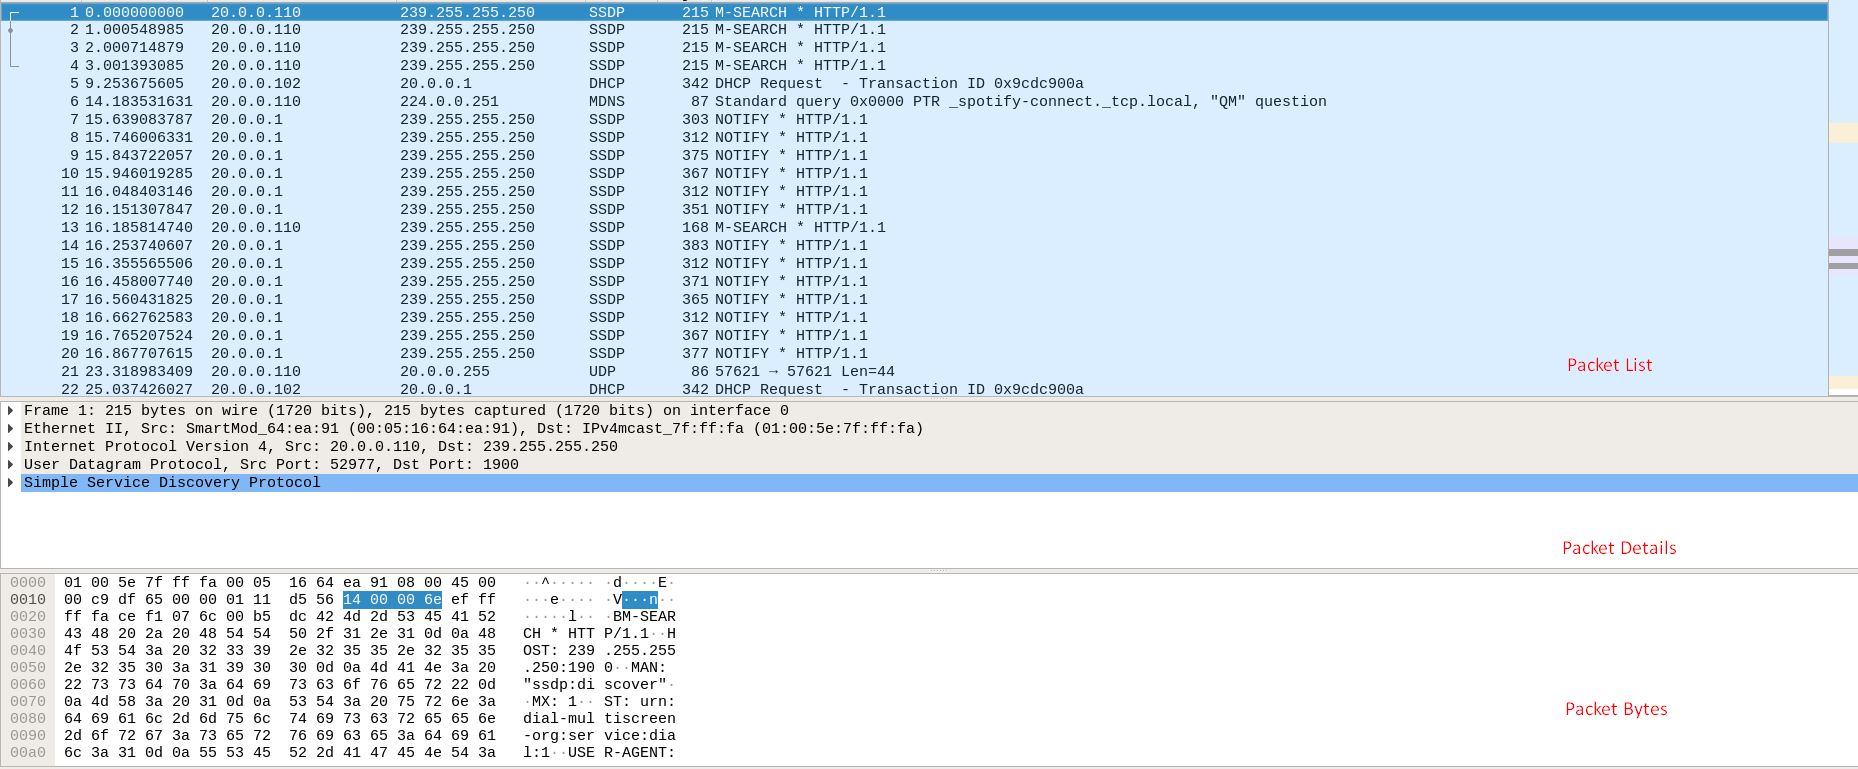 1 0.000000000 20.0.0.110 239.255.255.250 SSDP 215 M-SEARCH * HTTP/1.1
2 1.000548985 20.0.0.110 239.255.255.250 SSDP 215 M-SEARCH * HTTP/1.1
3 2.000714879 20.0.0.110 239.255.255.250 SSDP 215 M-SEARCH * HTTP/1.1
4 3.001393085 20.0.0.110 239.255.255.250 SSDP 215 M-SEARCH * HTTP/1.1
5 9.253675605 20.0.0.102 20.0.0.1 DHCP 342 DHCP Request  - Transaction ID 0x9cdc900a
6 14.183531631 20.0.0.110 224.0.0.251 MDNS 87 Standard query 0x0000 PTR _spotify-connect._tcp.local, "QM" question
7 15.639083787 20.0.0.1 239.255.255.250 SSDP 303 NOTIFY * HTTP/1.1
8 15.746006331 20.0.0.1 239.255.255.250 SSDP 312 NOTIFY * HTTP/1.1
9 15.843722057 20.0.0.1 239.255.255.250 SSDP 375 NOTIFY * HTTP/1.1
10 15.946019285 20.0.0.1 239.255.255.250 SSDP 367 NOTIFY * HTTP/1.1
11 16.048403146 20.0.0.1 239.255.255.250 SSDP 312 NOTIFY * HTTP/1.1
12 16.151307847 20.0.0.1 239.255.255.250 SSDP 351 NOTIFY * HTTP/1.1
13 16.185814740 20.0.0.110 239.255.255.250 SSDP 168 M-SEARCH * HTTP/1.1
14 16.253740607 20.0.0.1 239.255.255.250 SSDP 383 NOTIFY * HTTP/1.1
15 16.355565506 20.0.0.1 239.255.255.250 SSDP 312 NOTIFY * HTTP/1.1
16 16.458007740 20.0.0.1 239.255.255.250 SSDP 371 NOTIFY * HTTP/1.1
17 16.560431825 20.0.0.1 239.255.255.250 SSDP 365 NOTIFY * HTTP/1.1
18 16.662762583 20.0.0.1 239.255.255.250 SSDP 312 NOTIFY * HTTP/1.1
19 16.765207524 20.0.0.1 239.255.255.250 SSDP 367 NOTIFY * HTTP/1.1
20 16.867707615 20.0.0.1 239.255.255.250 SSDP 377 NOTIFY * HTTP/1.1
21 23.318983409 20.0.0.110 20.0.0.255 UDP 86 57621 → 57621 Len=44
22 25.037426027 20.0.0.102 20.0.0.1 DHCP 342 DHCP Request  - Transaction ID 0x9cdc900a
Packet List
Frame 1: 215 bytes on wire (1720 bits), 215 bytes captured (1720 bits) on interface 0
Ethernet II, Src: SmartMod_64:ea:91 (00:05:16:64:ea:91), Dst: IPv4mcast_7f:ff:fa (01:00:5e:7f:ff:fa)
Internet Protocol Version 4, Src: 20.0.0.110, Dst: 239.255.255.250
User Datagram Protocol, Src Port: 52977, Dst Port: 1900
Simple Service Discovery Protocol
Packet Details
0000 01 00 5e 7f ff fa 00 05 16 64 ea 91 08 00 45 00 ··^····· ·d····E·
0010 00 c9 df 65 00 00 01 11 d5 56 14 00 00 6e ef ff ···e···· ·V···n··
0020 ff fa ce f1 07 6c 00 b5 dc 42 4d 2d 53 45 41 52 ·····l·· ·BM-SEAR
0030 43 48 20 2a 20 48 54 54 50 2f 31 2e 31 0d 0a 48 CH * HTT P/1.1··H
0040 4f 53 54 3a 20 32 33 39 2e 32 35 35 2e 32 35 35 OST: 239 .255.255
0050 2e 32 35 30 3a 31 39 30 30 0d 0a 4d 41 4e 3a 20 .250:190 0··MAN:
0060 22 73 73 64 70 3a 64 69 73 63 6f 76 65 72 22 0d "ssdp:di scover"·
0070 0a 4d 58 3a 20 31 0d 0a 53 54 3a 20 75 72 6e 3a ·MX: 1·· ST: urn:
0080 64 69 61 6c 2d 6d 75 6c 74 69 73 63 72 65 65 6e dial-mul tiscreen
0090 2d 6f 72 67 3a 73 65 72 76 69 63 65 3a 64 69 61 -org:ser vice:dia
00a0 6c 3a 31 0d 0a 55 53 45 52 2d 41 47 45 4e 54 3a l:1··USE R-AGENT:
Packet Bytes